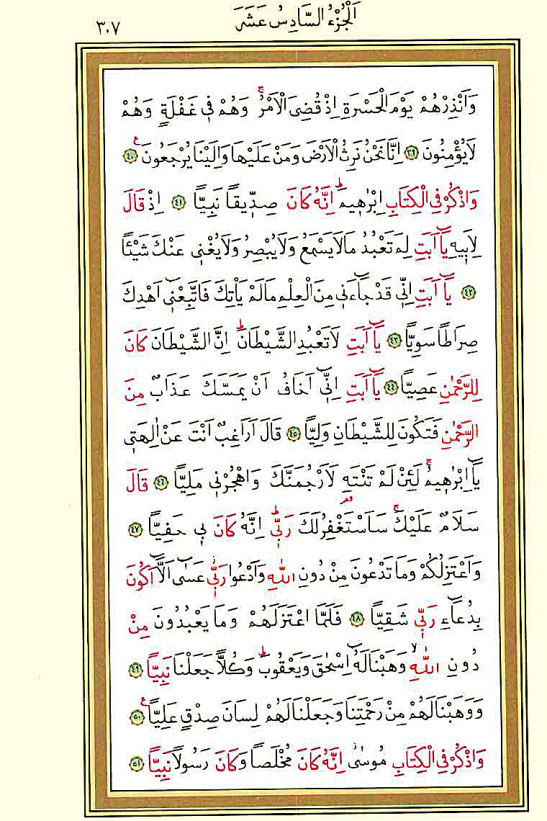 اَلْجُزْءُ السَّادِسُ عَشَرَ
٣٠٧
وَاَنْذِرْهُمْ يَوْمَ الْحَسْرَةِ اِذْ قُضِىَ الْاَمْرُۢ وَهُمْ ف۪ى غَفْلَةٍ وَهُمْ
لَايُؤْمِنُونَ ٣٩ اِنَّا نَحْنُ نَرِثُ الْاَرْضَ وَمَنْ عَلَيْهَا وَاِلَيْنَا يُرْجَعُونَ ٤٠
وَاذْكُرْ فِى الْكِتَابِ اِبْرٰه۪يمَۜ اِنَّهُ كَانَ صِدّ۪يقًا نَبِيًّا ٤١ اِذْ قَالَ
لِاَب۪يهِ يَٓا اَبَتِ لِمَ تَعْبُدُ مَا لَا يَسْمَعُ وَلَا يُبْصِرُ وَلَا يُغْن۪ى عَنْكَ شَيْـًٔا
٤٢ يَٓا اَبَتِ اِنّ۪ى قَدْ جَٓاءَن۪ى مِنَ الْعِلْمِ مَا لَمْ يَأْتِكَ فَاتَّبِعْن۪ٓى اَهْدِكَ
صِرَاطًا سَوِيًّا ٤٣ يَٓا اَبَتِ لَا تَعْبُدِ الشَّيْطَانَۜ اِنَّ الشَّيْطَانَ كَانَ
لِلرَّحْمٰنِ عَصِيًّا ٤٤ يَٓا اَبَتِ اِنّ۪ٓى اَخَافُ اَنْ يَمَسَّكَ عَذَابٌ مِنَ
الرَّحْمٰنِ فَتَكُونَ لِلشَّيْطَانِ وَلِيًّا ٤٥ قَالَ اَرَاغِبٌ اَنْتَ عَنْ اٰلِهَت۪ى
يَٓا اِبْرٰه۪يمُۚ لَئِنْ لَمْ تَنْتَهِ لَاَرْجُمَنَّكَ وَاهْجُرْن۪ى مَلِيًّا ٤٦ قَالَ
سَلَامٌ عَلَيْكَۚ سَاَسْتَغْفِرُ لَكَ رَبّ۪ىۜ اِنَّهُ كَانَ ب۪ى حَفِيًّا ٤٧
وَاَعْتَزِلُكُمْ وَمَا تَدْعُونَ مِنْ دُونِ اللّٰهِ وَاَدْعُوا رَبّ۪ىۘ عَسٰٓى اَلَّٓا اَكُونَ
بِدُعَٓاءِ رَبّ۪ى شَقِيًّا ٤٨ فَلَمَّا اعْتَزَلَهُمْ وَمَا يَعْبُدُونَ مِنْ
دُونِ اللّٰهِۙ وَهَبْنَا لَهُٓ اِسْحٰقَ وَيَعْقُوبَۜ وَكُلًّا جَعَلْنَا نَبِيًّا ٤٩
وَوَهَبْنَا لَهُمْ مِنْ رَحْمَتِنَا وَجَعَلْنَا لَهُمْ لِسَانَ صِدْقٍ عَلِيًّا ٥٠
وَاذْكُرْ فِى الْكِتَابِ مُوسٰىۘ اِنَّهُ كَانَ مُخْلَصًا وَكَانَ رَسُولًا نَبِيًّا ٥١